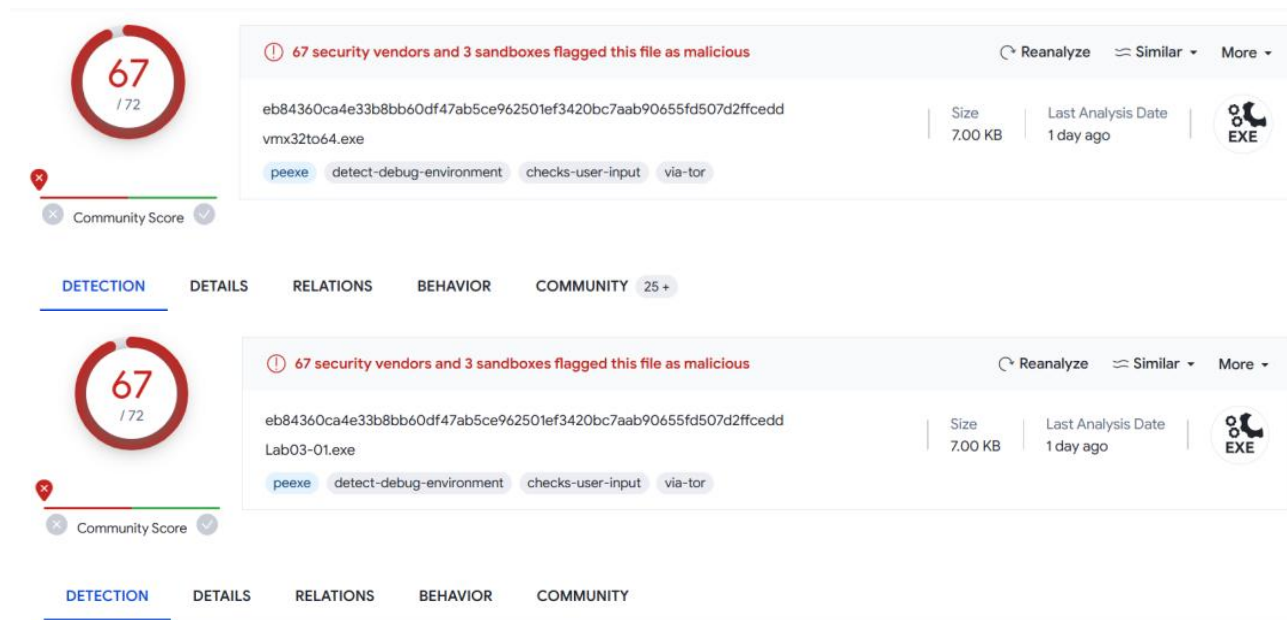 67
/ 72
Community Score
67 security vendors and 3 sandboxes flagged this file as malicious
Reanalyze Similar More
eb84360ca4e33b8bb60df47ab5ce962501ef3420bc7aab90655fd507d2ffcedd
vmx32to64.exe
peexe detect-debug-environment checks-user-input via-tor
Size
7.00 KB
Last Analysis Date
1 day ago
EXE
DETECTION DETAILS RELATIONS BEHAVIOR COMMUNITY 25 +
67
/ 72
Community Score
67 security vendors and 3 sandboxes flagged this file as malicious
Reanalyze Similar More
eb84360ca4e33b8bb60df47ab5ce962501ef3420bc7aab90655fd507d2ffcedd
Lab03-01.exe
peexe detect-debug-environment checks-user-input via-tor
Size
7.00 KB
Last Analysis Date
1 day ago
EXE
DETECTION DETAILS RELATIONS BEHAVIOR COMMUNITY